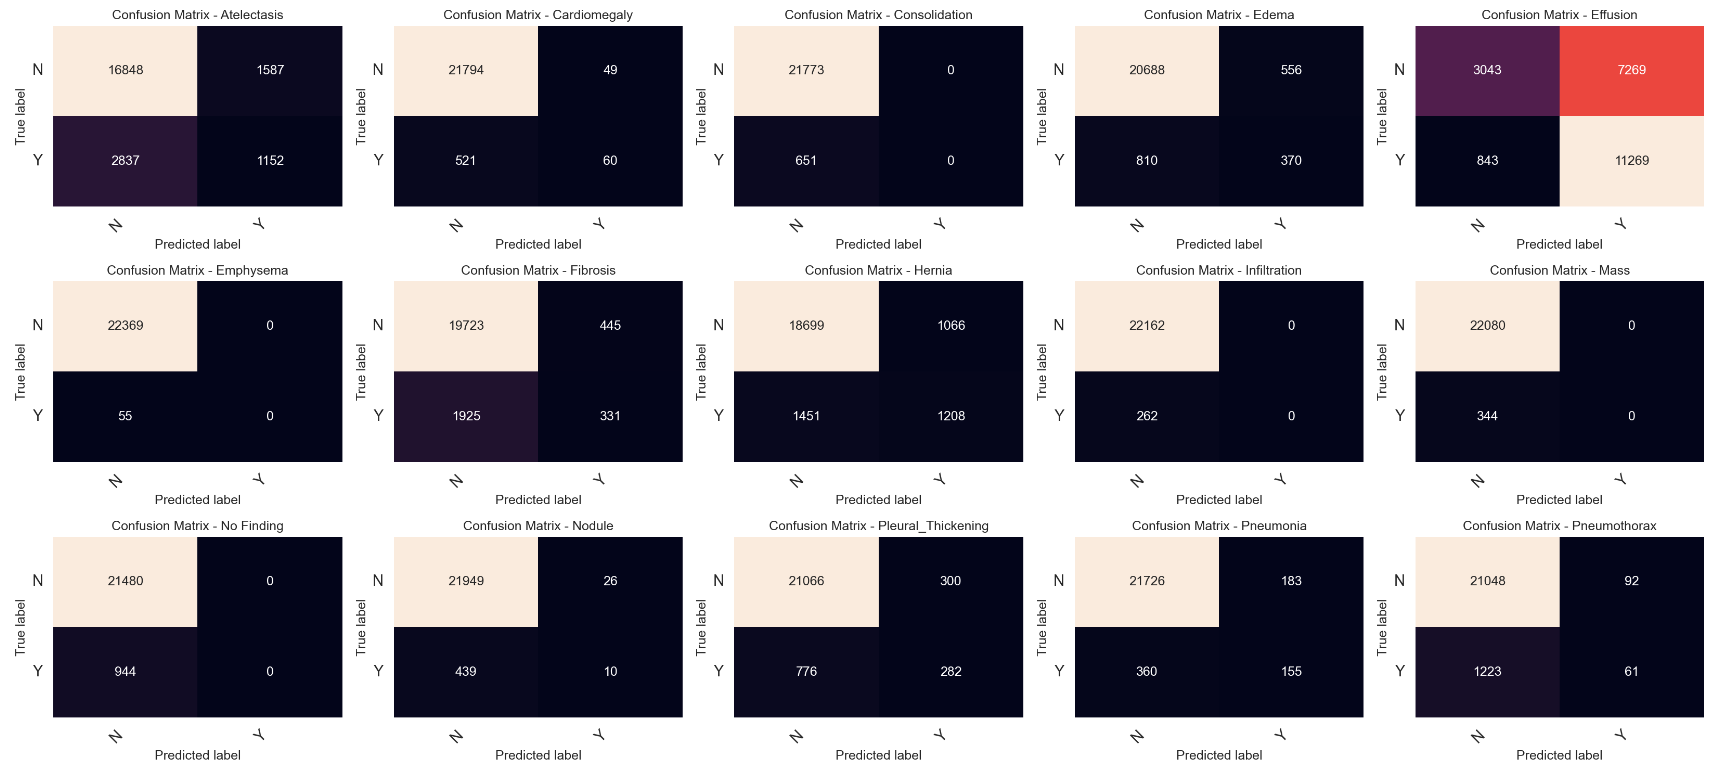 Confusion Matrix - Atelectasis
N 16848 1587
True label
Y 2837 1152
N Y
Predicted label
Confusion Matrix - Cardiomegaly
N 21794 49
True label
Y 521 60
N Y
Predicted label
Confusion Matrix - Consolidation
N 21773 0
True label
Y 651 0
N Y
Predicted label
Confusion Matrix - Edema
N 20688 556
True label
Y 810 370
N Y
Predicted label
Confusion Matrix - Effusion
N 3043 7269
True label
Y 843 11269
N Y
Predicted label
Confusion Matrix - Emphysema
N 22369 0
True label
Y 55 0
N Y
Predicted label
Confusion Matrix - Fibrosis
N 19723 445
True label
Y 1925 331
N Y
Predicted label
Confusion Matrix - Hernia
N 18699 1066
True label
Y 1451 1208
N Y
Predicted label
Confusion Matrix - Infiltration
N 22162 0
True label
Y 262 0
N Y
Predicted label
Confusion Matrix - Mass
N 22080 0
True label
Y 344 0
N Y
Predicted label
Confusion Matrix - No Finding
N 21480 0
True label
Y 944 0
N Y
Predicted label
Confusion Matrix - Nodule
N 21949 26
True label
Y 439 10
N Y
Predicted label
Confusion Matrix - Pleural_Thickening
N 21066 300
True label
Y 776 282
N Y
Predicted label
Confusion Matrix - Pneumonia
N 21726 183
True label
Y 360 155
N Y
Predicted label
Confusion Matrix - Pneumothorax
N 21048 92
True label
Y 1223 61
N Y
Predicted label